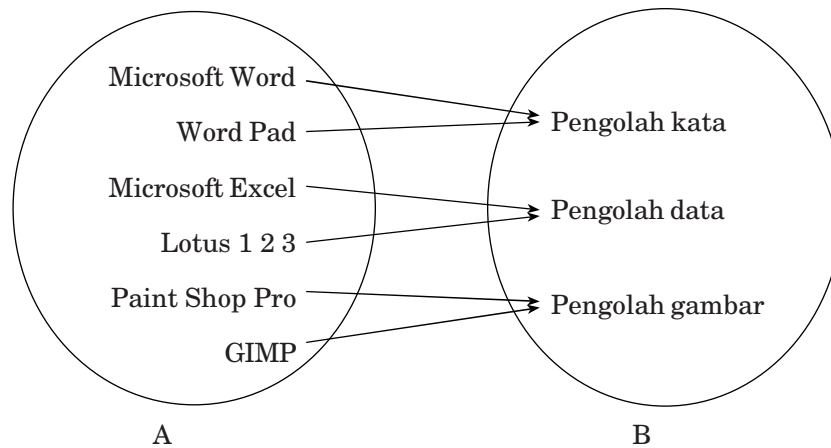 Microsoft Word
Word Pad
Microsoft Excel
Lotus 1 2 3
Paint Shop Pro
GIMP
A
Pengolah kata
Pengolah data
Pengolah gambar
B